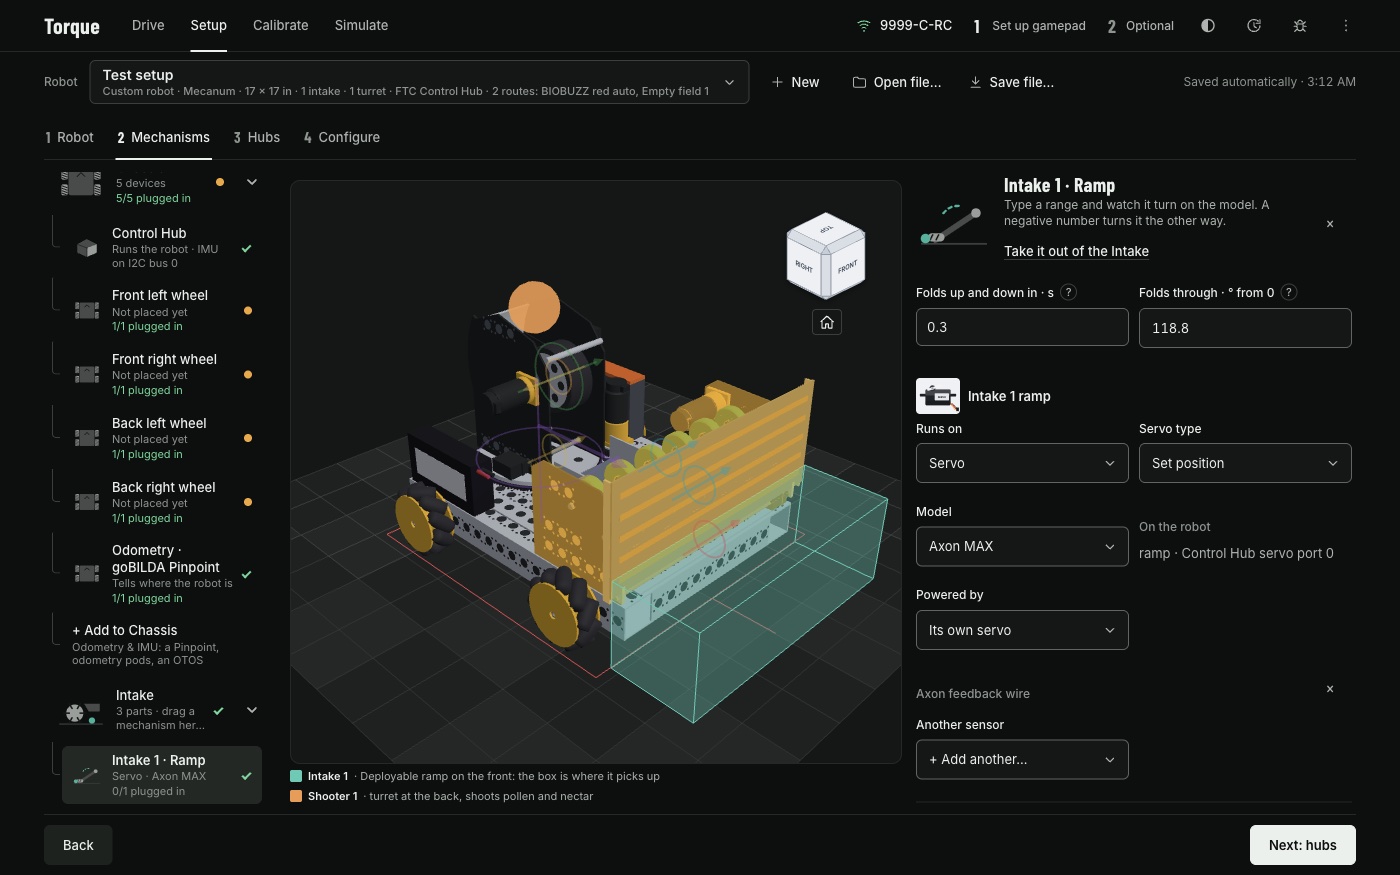 Torque
Drive
Setup
Calibrate
Simulate
9999-C-RC
1 Set up gamepad
2 Optional
Robot
Test setup
Custom robot · Mecanum · 17 × 17 in · 1 intake · 1 turret · FTC Control Hub · 2 routes: BIOBUZZ red auto, Empty field 1
+ New
Open file...
Save file...
Saved automatically · 3:12 AM
1 Robot
2 Mechanisms
3 Hubs
4 Configure
5 devices
5/5 plugged in
Control Hub
Runs the robot · IMU
on I2C bus 0
Front left wheel
Not placed yet
1/1 plugged in
Front right wheel
Not placed yet
1/1 plugged in
Back left wheel
Not placed yet
1/1 plugged in
Back right wheel
Not placed yet
1/1 plugged in
Odometry ·
goBILDA Pinpoint
Tells where the robot is
1/1 plugged in
+ Add to Chassis
Odometry & IMU: a Pinpoint,
odometry pods, an OTOS
Intake
3 parts · drag a
mechanism her...
Intake 1 · Ramp
Servo · Axon MAX
0/1 plugged in
TOP
RIGHT
FRONT
Intake 1 · Deployable ramp on the front: the box is where it picks up
Shooter 1 · turret at the back, shoots pollen and nectar
Intake 1 · Ramp
Type a range and watch it turn on the model. A
negative number turns it the other way.
Take it out of the Intake
×
Folds up and down in · s ?
0.3
Folds through · ° from 0 ?
118.8
Intake 1 ramp
Runs on
Servo
Servo type
Set position
Model
Axon MAX
On the robot
ramp · Control Hub servo port 0
Powered by
Its own servo
Axon feedback wire
×
Another sensor
+ Add another...
Back
Next: hubs